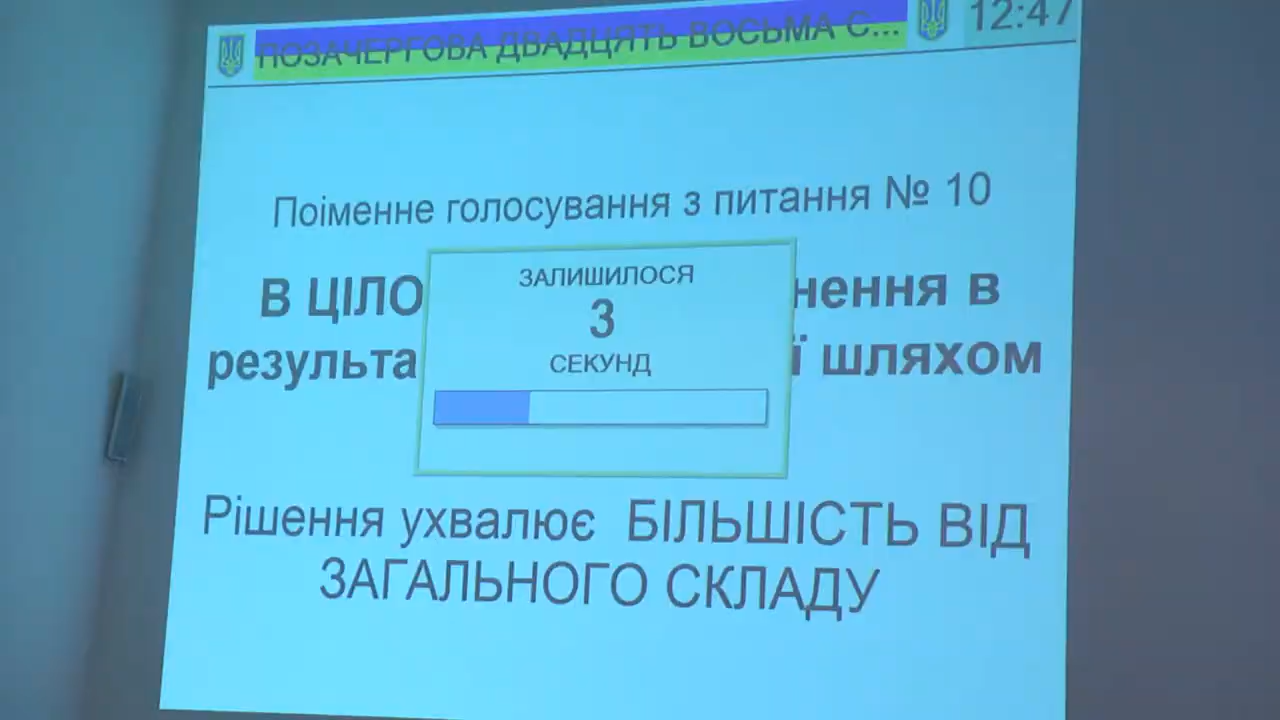 ПОЗАЧЕРГОВА ДВАДЦЯТЬ ВОСЬМА С...
12:47
Поіменне голосування з питання № 10
В ЦІЛО нення в
результа ї шляхом
ЗАЛИШИЛОСЯ
3
СЕКУНД
Рішення ухвалює БІЛЬШІСТЬ ВІД
ЗАГАЛЬНОГО СКЛАДУ